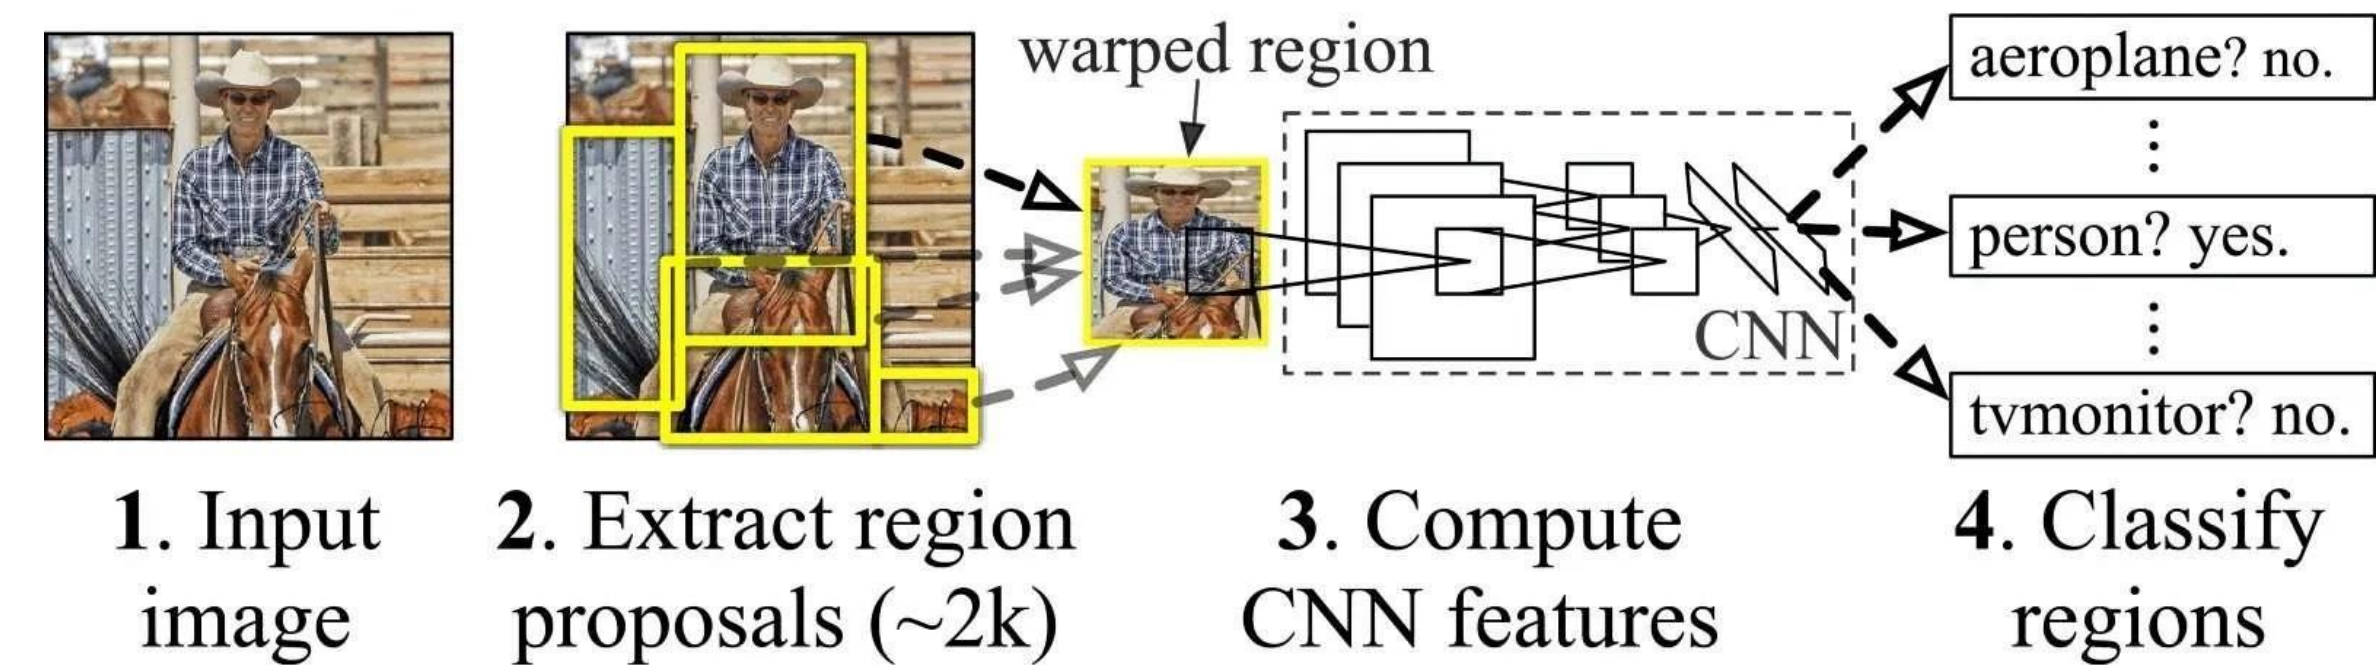 warped region
aeroplane? no.
person? yes.
CNN
tvmonitor? no.
1. Input
image
2. Extract region
proposals (~2k)
3. Compute
CNN features
4. Classify
regions